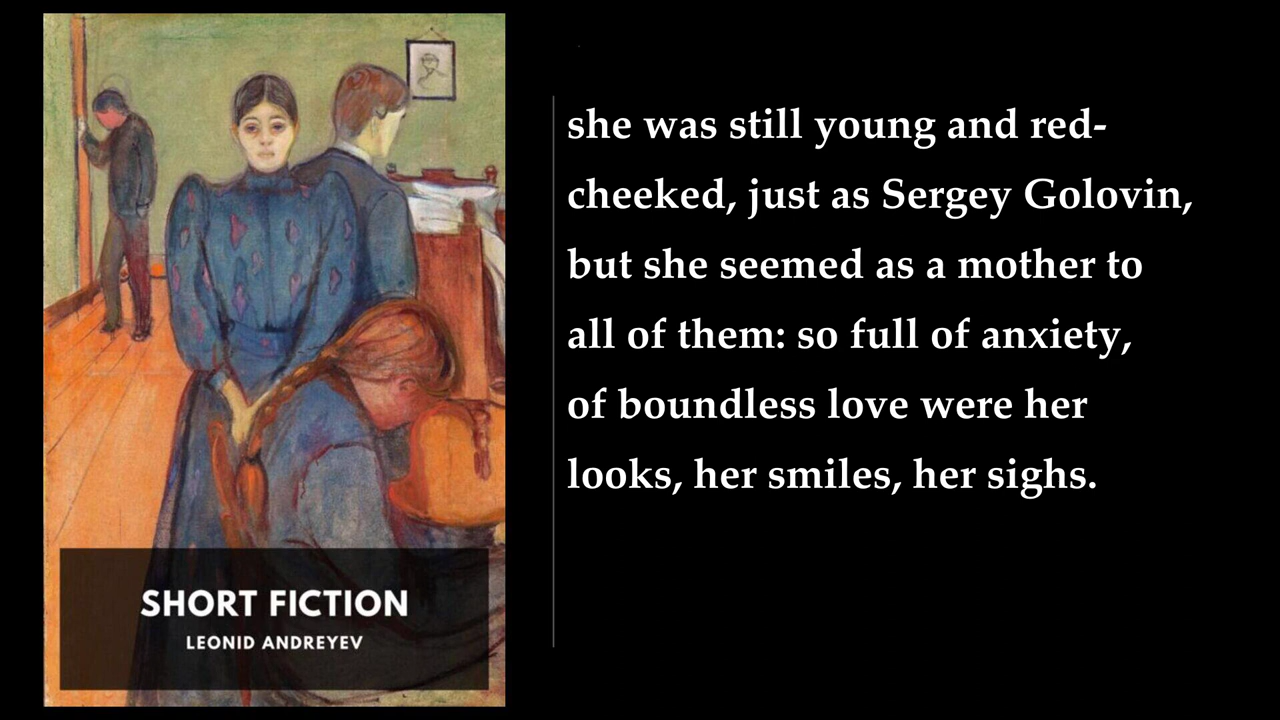 she was still young and red-
cheeked, just as Sergey Golovin,
but she seemed as a mother to
all of them: so full of anxiety,
of boundless love were her
looks, her smiles, her sighs.
SHORT FICTION
LEONID ANDREYEV